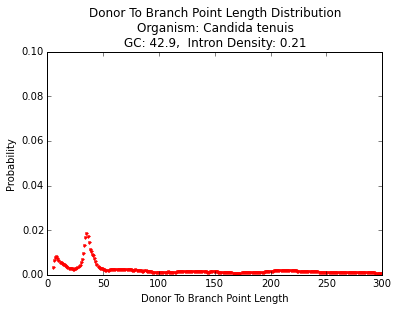 Donor To Branch Point Length Distribution
Organism: Candida tenuis
GC: 42.9,  Intron Density: 0.21
0.10
0.08
0.06
0.04
0.02
0.00
Probability
0 50 100 150 200 250 300
Donor To Branch Point Length